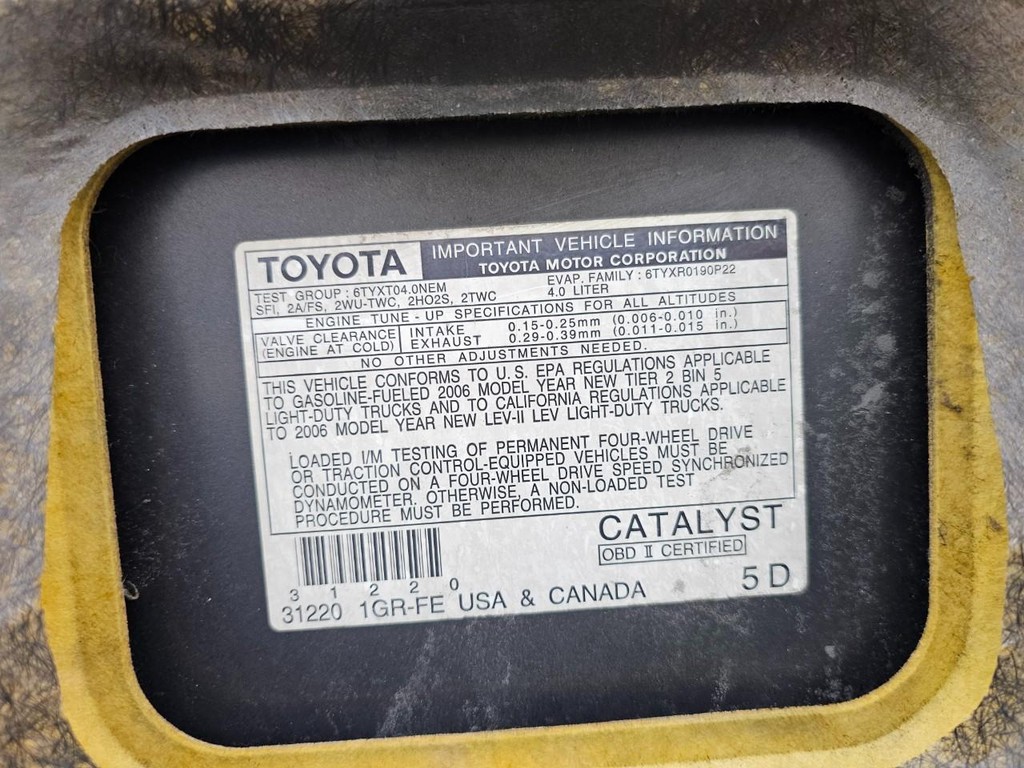 TOYOTA
IMPORTANT VEHICLE INFORMATION
TOYOTA MOTOR CORPORATION
TEST GROUP : 6TYXT04.0NEM EVAP. FAMILY : 6TYXR0190P22
SFI, 2A/FS, 2WU-TWC, 2HO2S, 2TWC 4.0 LITER
ENGINE TUNE - UP SPECIFICATIONS FOR ALL ALTITUDES
VALVE CLEARANCE INTAKE 0.15-0.25mm (0.006-0.010 in.)
(ENGINE AT COLD) EXHAUST 0.29-0.39mm (0.011-0.015 in.)
NO OTHER ADJUSTMENTS NEEDED.
THIS VEHICLE CONFORMS TO U.S. EPA REGULATIONS APPLICABLE
TO GASOLINE-FUELED 2006 MODEL YEAR NEW TIER 2 BIN 5
LIGHT-DUTY TRUCKS AND TO CALIFORNIA REGULATIONS APPLICABLE
TO 2006 MODEL YEAR NEW LEV-II LEV LIGHT-DUTY TRUCKS.
LOADED I/M TESTING OF PERMANENT FOUR-WHEEL DRIVE
OR TRACTION CONTROL-EQUIPPED VEHICLES MUST BE
CONDUCTED ON A FOUR-WHEEL DRIVE SPEED SYNCHRONIZED
DYNAMOMETER. OTHERWISE, A NON-LOADED TEST
PROCEDURE MUST BE PERFORMED.
CATALYST
OBD II CERTIFIED
3 1 2 2 0
31220 1GR-FE USA & CANADA 5D